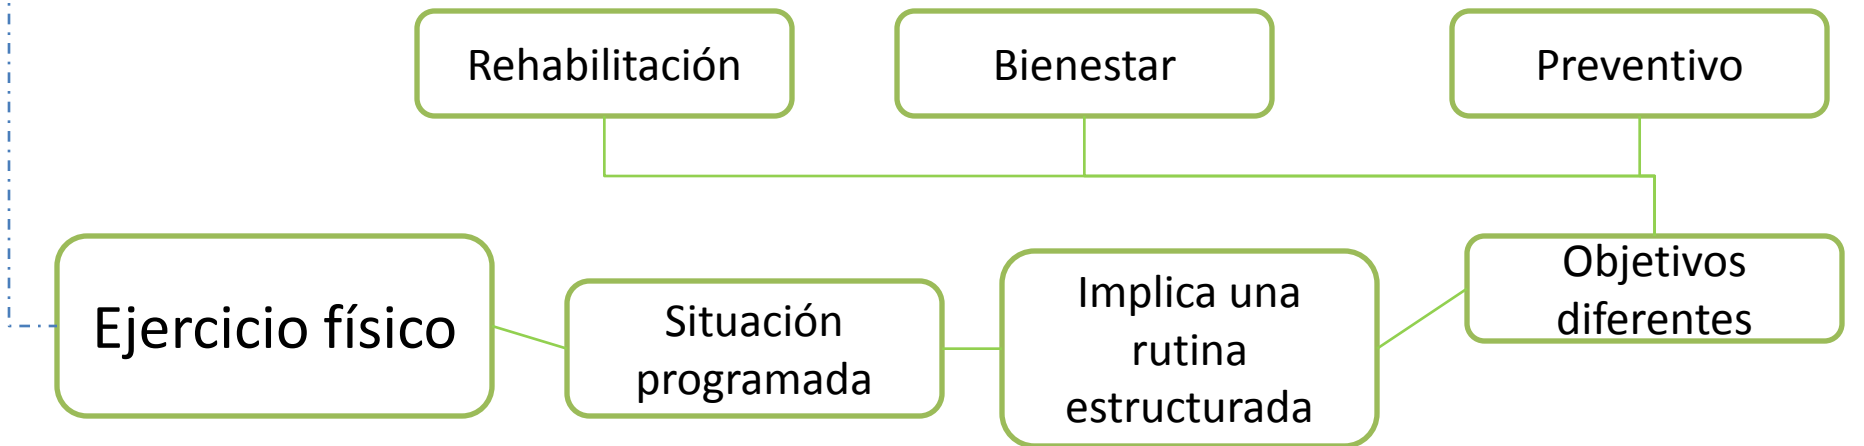 Rehabilitación
Bienestar
Preventivo
Ejercicio físico
Situación
programada
Implica una
rutina
estructurada
Objetivos
diferentes